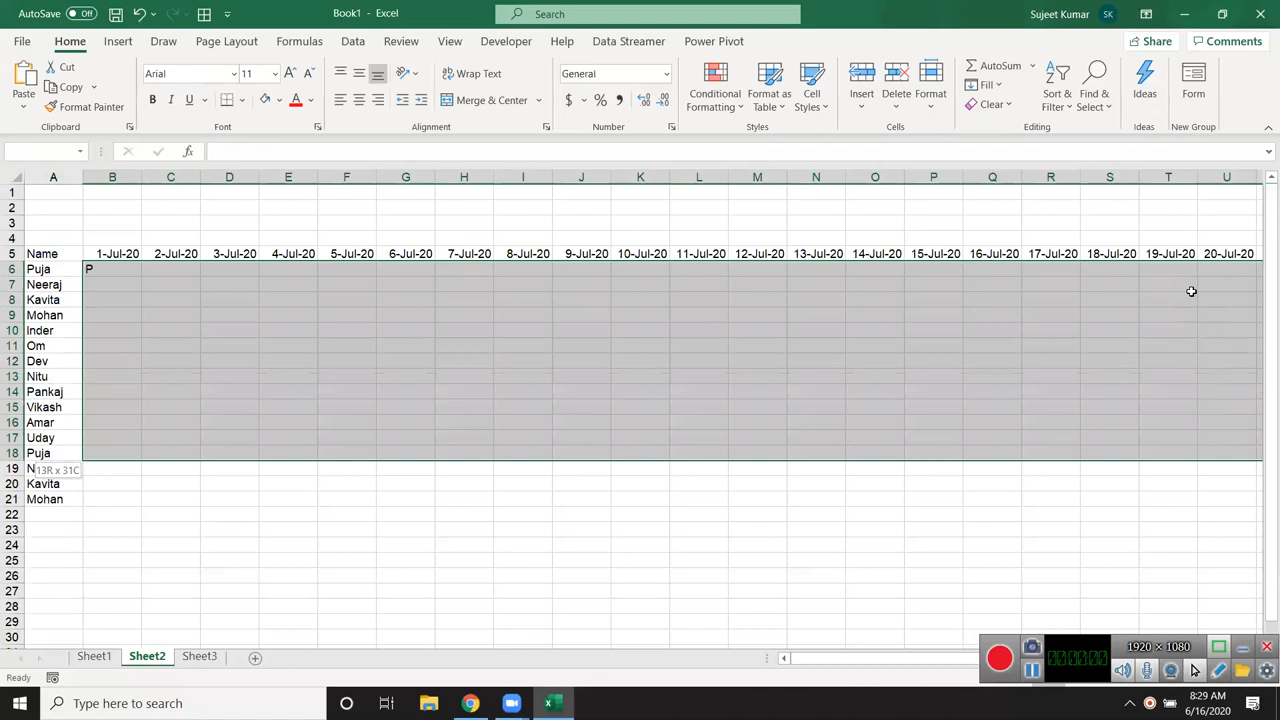 AutoSave Off Book1 - Excel Search Sujeet Kumar SK
File Home Insert Draw Page Layout Formulas Data Review View Developer Help Data Streamer Power Pivot Share Comments
Paste Cut Copy Format Painter Clipboard
Arial 11 B I U A Font
Wrap Text Merge & Center Alignment
General $ % , Number
Conditional Formatting Format as Table Cell Styles Styles
Insert Delete Format Cells
AutoSum Fill Clear Sort & Filter Find & Select Editing
Ideas Ideas
Form New Group
fx
A B C D E F G H I J K L M N O P Q R S T U
1
2
3
4
5 Name 1-Jul-20 2-Jul-20 3-Jul-20 4-Jul-20 5-Jul-20 6-Jul-20 7-Jul-20 8-Jul-20 9-Jul-20 10-Jul-20 11-Jul-20 12-Jul-20 13-Jul-20 14-Jul-20 15-Jul-20 16-Jul-20 17-Jul-20 18-Jul-20 19-Jul-20 20-Jul-20
6 Puja P
7 Neeraj
8 Kavita
9 Mohan
10 Inder
11 Om
12 Dev
13 Nitu
14 Pankaj
15 Vikash
16 Amar
17 Uday
18 Puja
19 N 13R x 31C
20 Kavita
21 Mohan
22
23
24
25
26
27
28
29
30
Sheet1 Sheet2 Sheet3
1920 × 1080
00:00:00
Ready
Type here to search
8:29 AM
6/16/2020